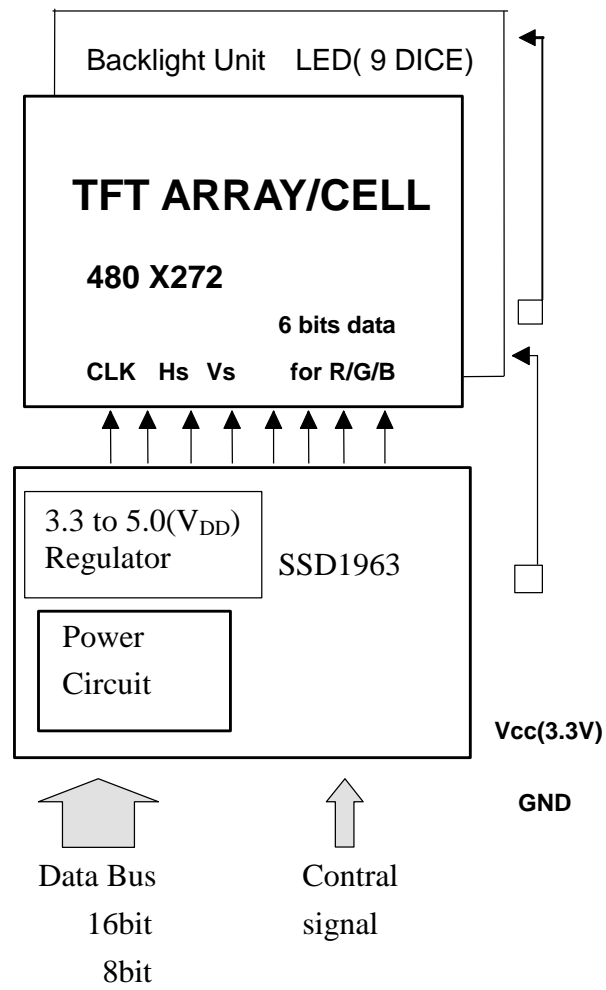 Backlight Unit LED( 9 DICE)
TFT ARRAY/CELL
480 X272
6 bits data
CLK Hs Vs for R/G/B
3.3 to 5.0(VDD)
Regulator
SSD1963
Power
Circuit
Vcc(3.3V)
GND
Data Bus
16bit
8bit
Contral
signal